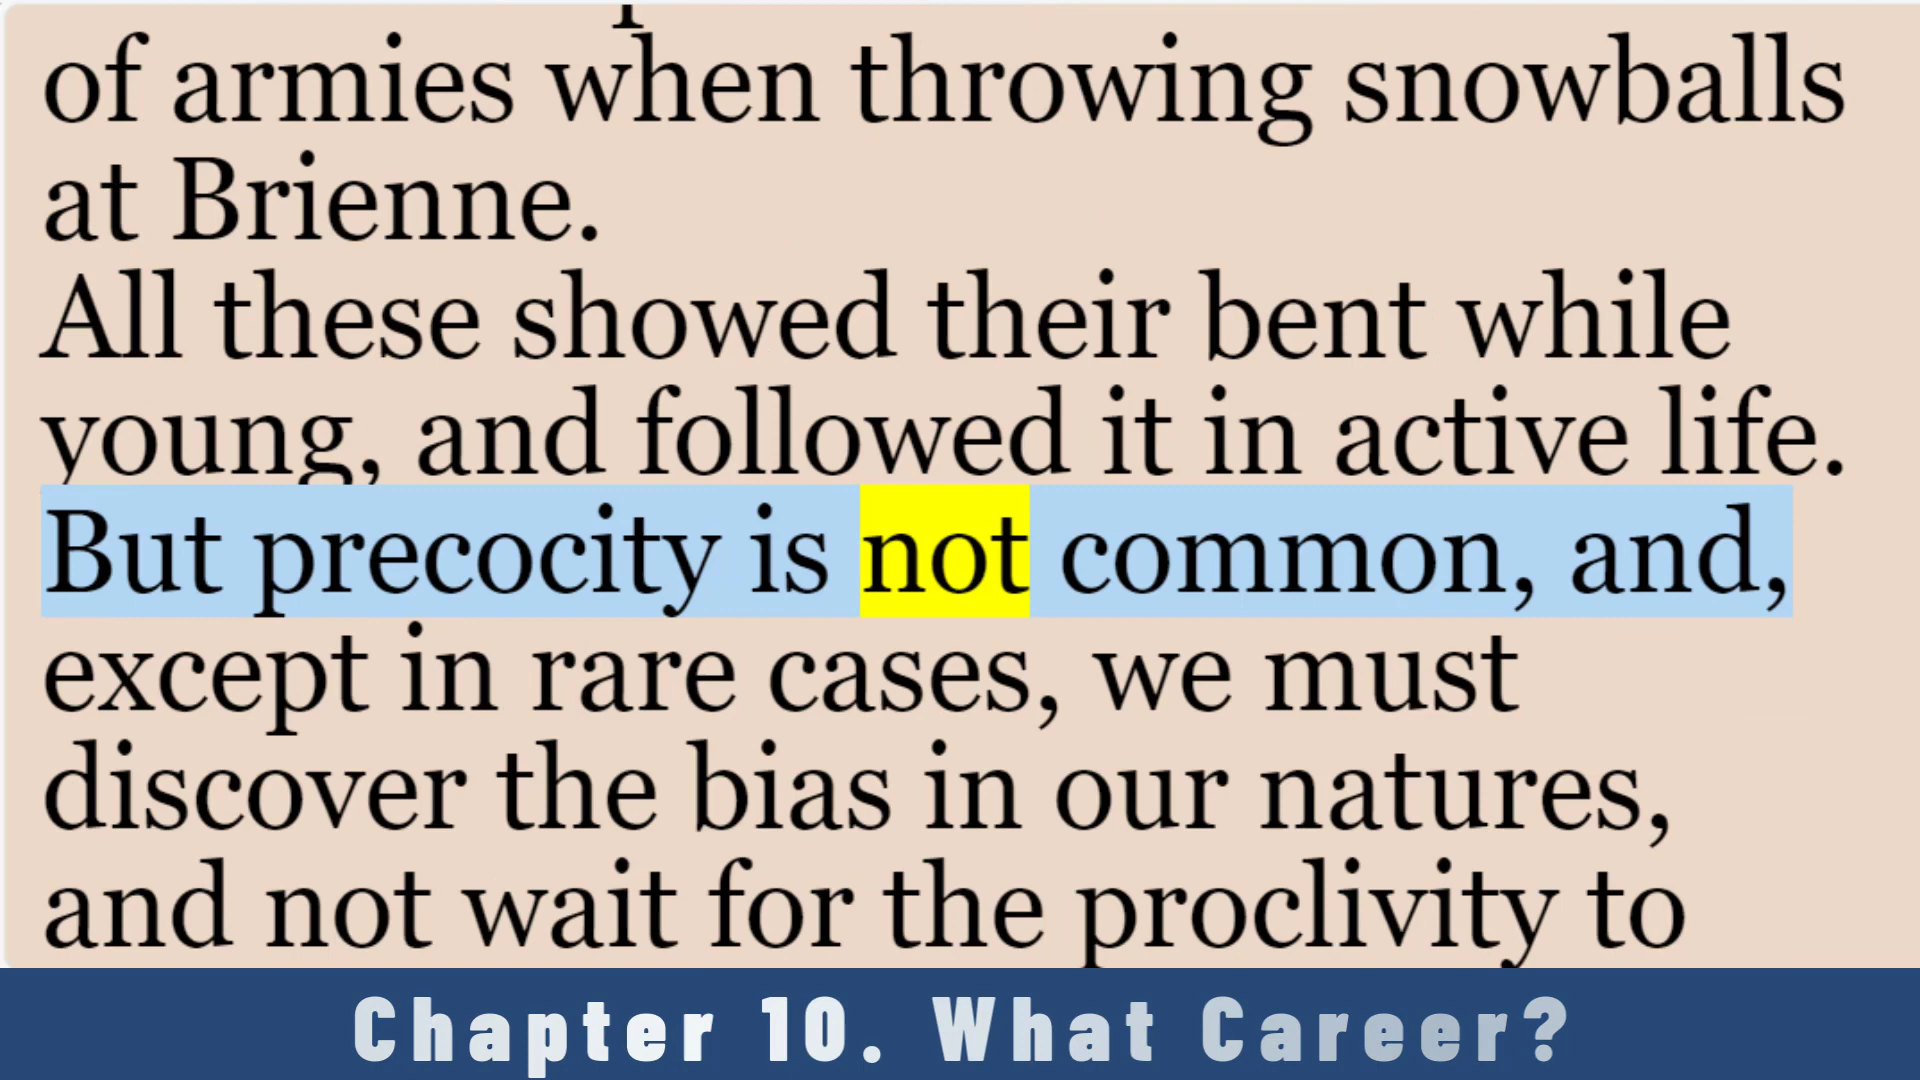 of armies when throwing snowballs
at Brienne.
All these showed their bent while
young, and followed it in active life.
But precocity is not common, and,
except in rare cases, we must
discover the bias in our natures,
and not wait for the proclivity to
Chapter 10. What Career?